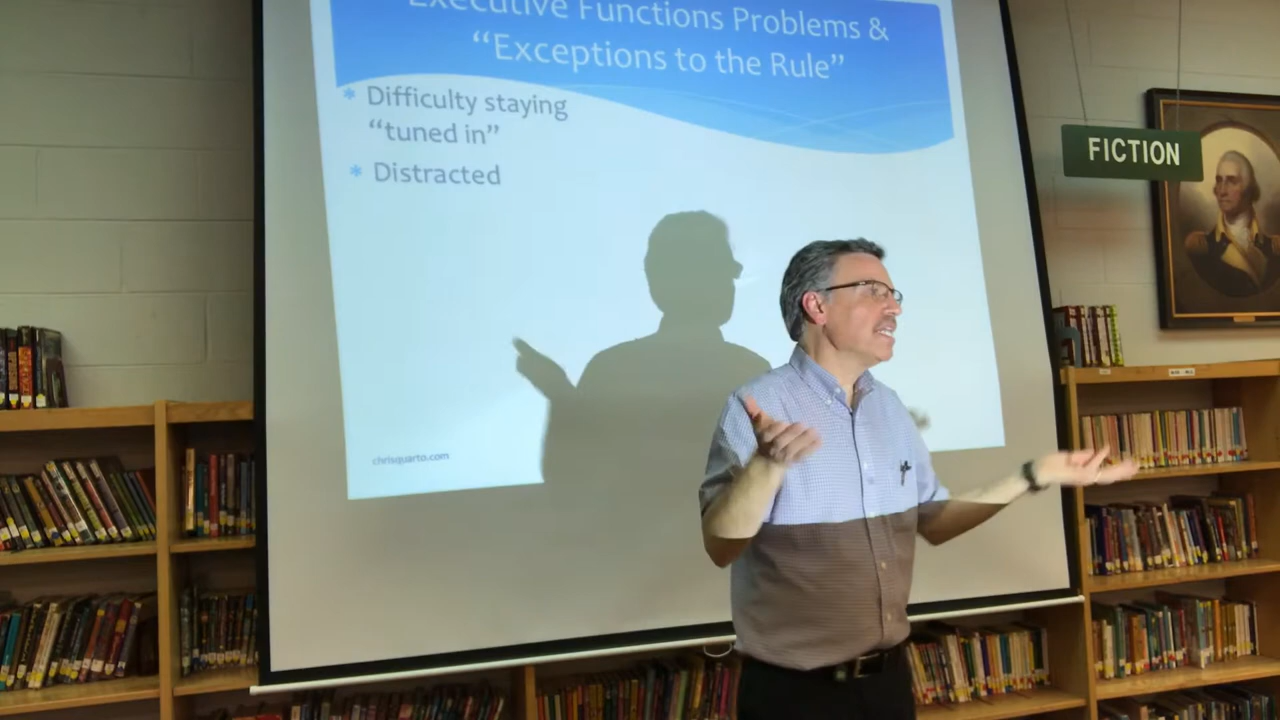 Executive Functions Problems &
“Exceptions to the Rule”
* Difficulty staying
“tuned in”
* Distracted
chrisquarto.com
FICTION